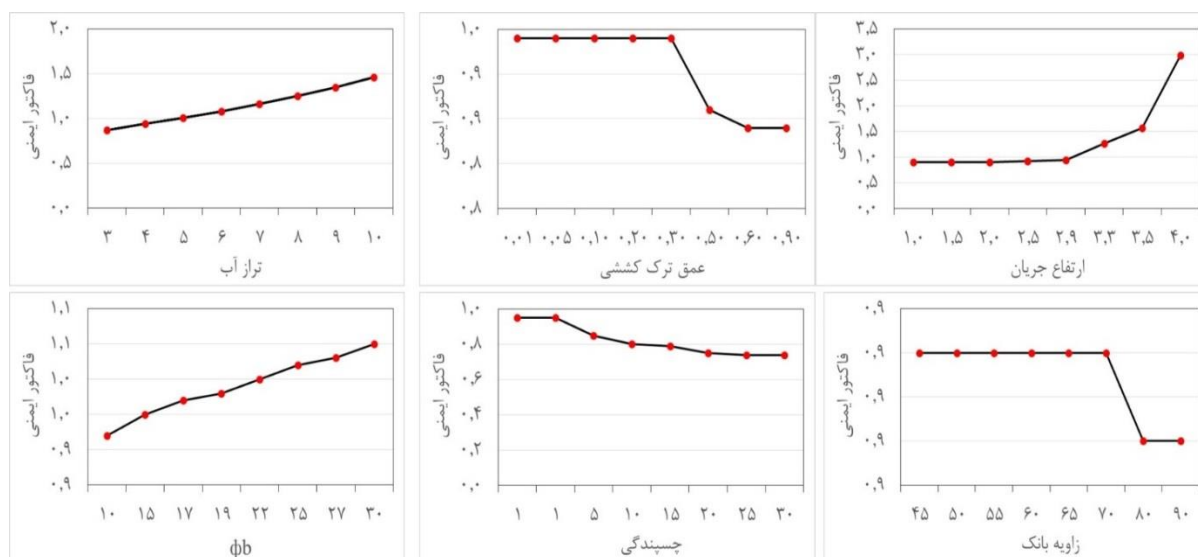 ۲,۰
۱,۵
۱,۰
۰,۵
۰,۰
فاکتور ایمنی
۳ ۴ ۵ ۶ ۷ ۸ ۹ ۱۰
تراز آب
۱,۰
۰,۹
۰,۹
۰,۸
۰,۸
فاکتور ایمنی
۰,۰۱ ۰,۰۵ ۰,۱۰ ۰,۲۰ ۰,۳۰ ۰,۵۰ ۰,۶۰ ۰,۹۰
عمق ترک کششی
۳,۵
۳,۰
۲,۵
۲,۰
۱,۵
۱,۰
۰,۵
۰,۰
فاکتور ایمنی
۱,۰ ۱,۵ ۲,۰ ۲,۵ ۲,۹ ۳,۳ ۳,۵ ۴,۰
ارتفاع جریان
۱,۱
۱,۱
۱,۰
۱,۰
۰,۹
۰,۹
فاکتور ایمنی
۱۰ ۱۵ ۱۷ ۱۹ ۲۲ ۲۵ ۲۷ ۳۰
фb
۱,۰
۰,۸
۰,۶
۰,۴
۰,۲
۰,۰
فاکتور ایمنی
۱ ۱ ۵ ۱۰ ۱۵ ۲۰ ۲۵ ۳۰
چسپندگی
۰,۹
۰,۹
۰,۹
۰,۹
۰,۹
فاکتور ایمنی
۴۵ ۵۰ ۵۵ ۶۰ ۶۵ ۷۰ ۸۰ ۹۰
زاویه بانک